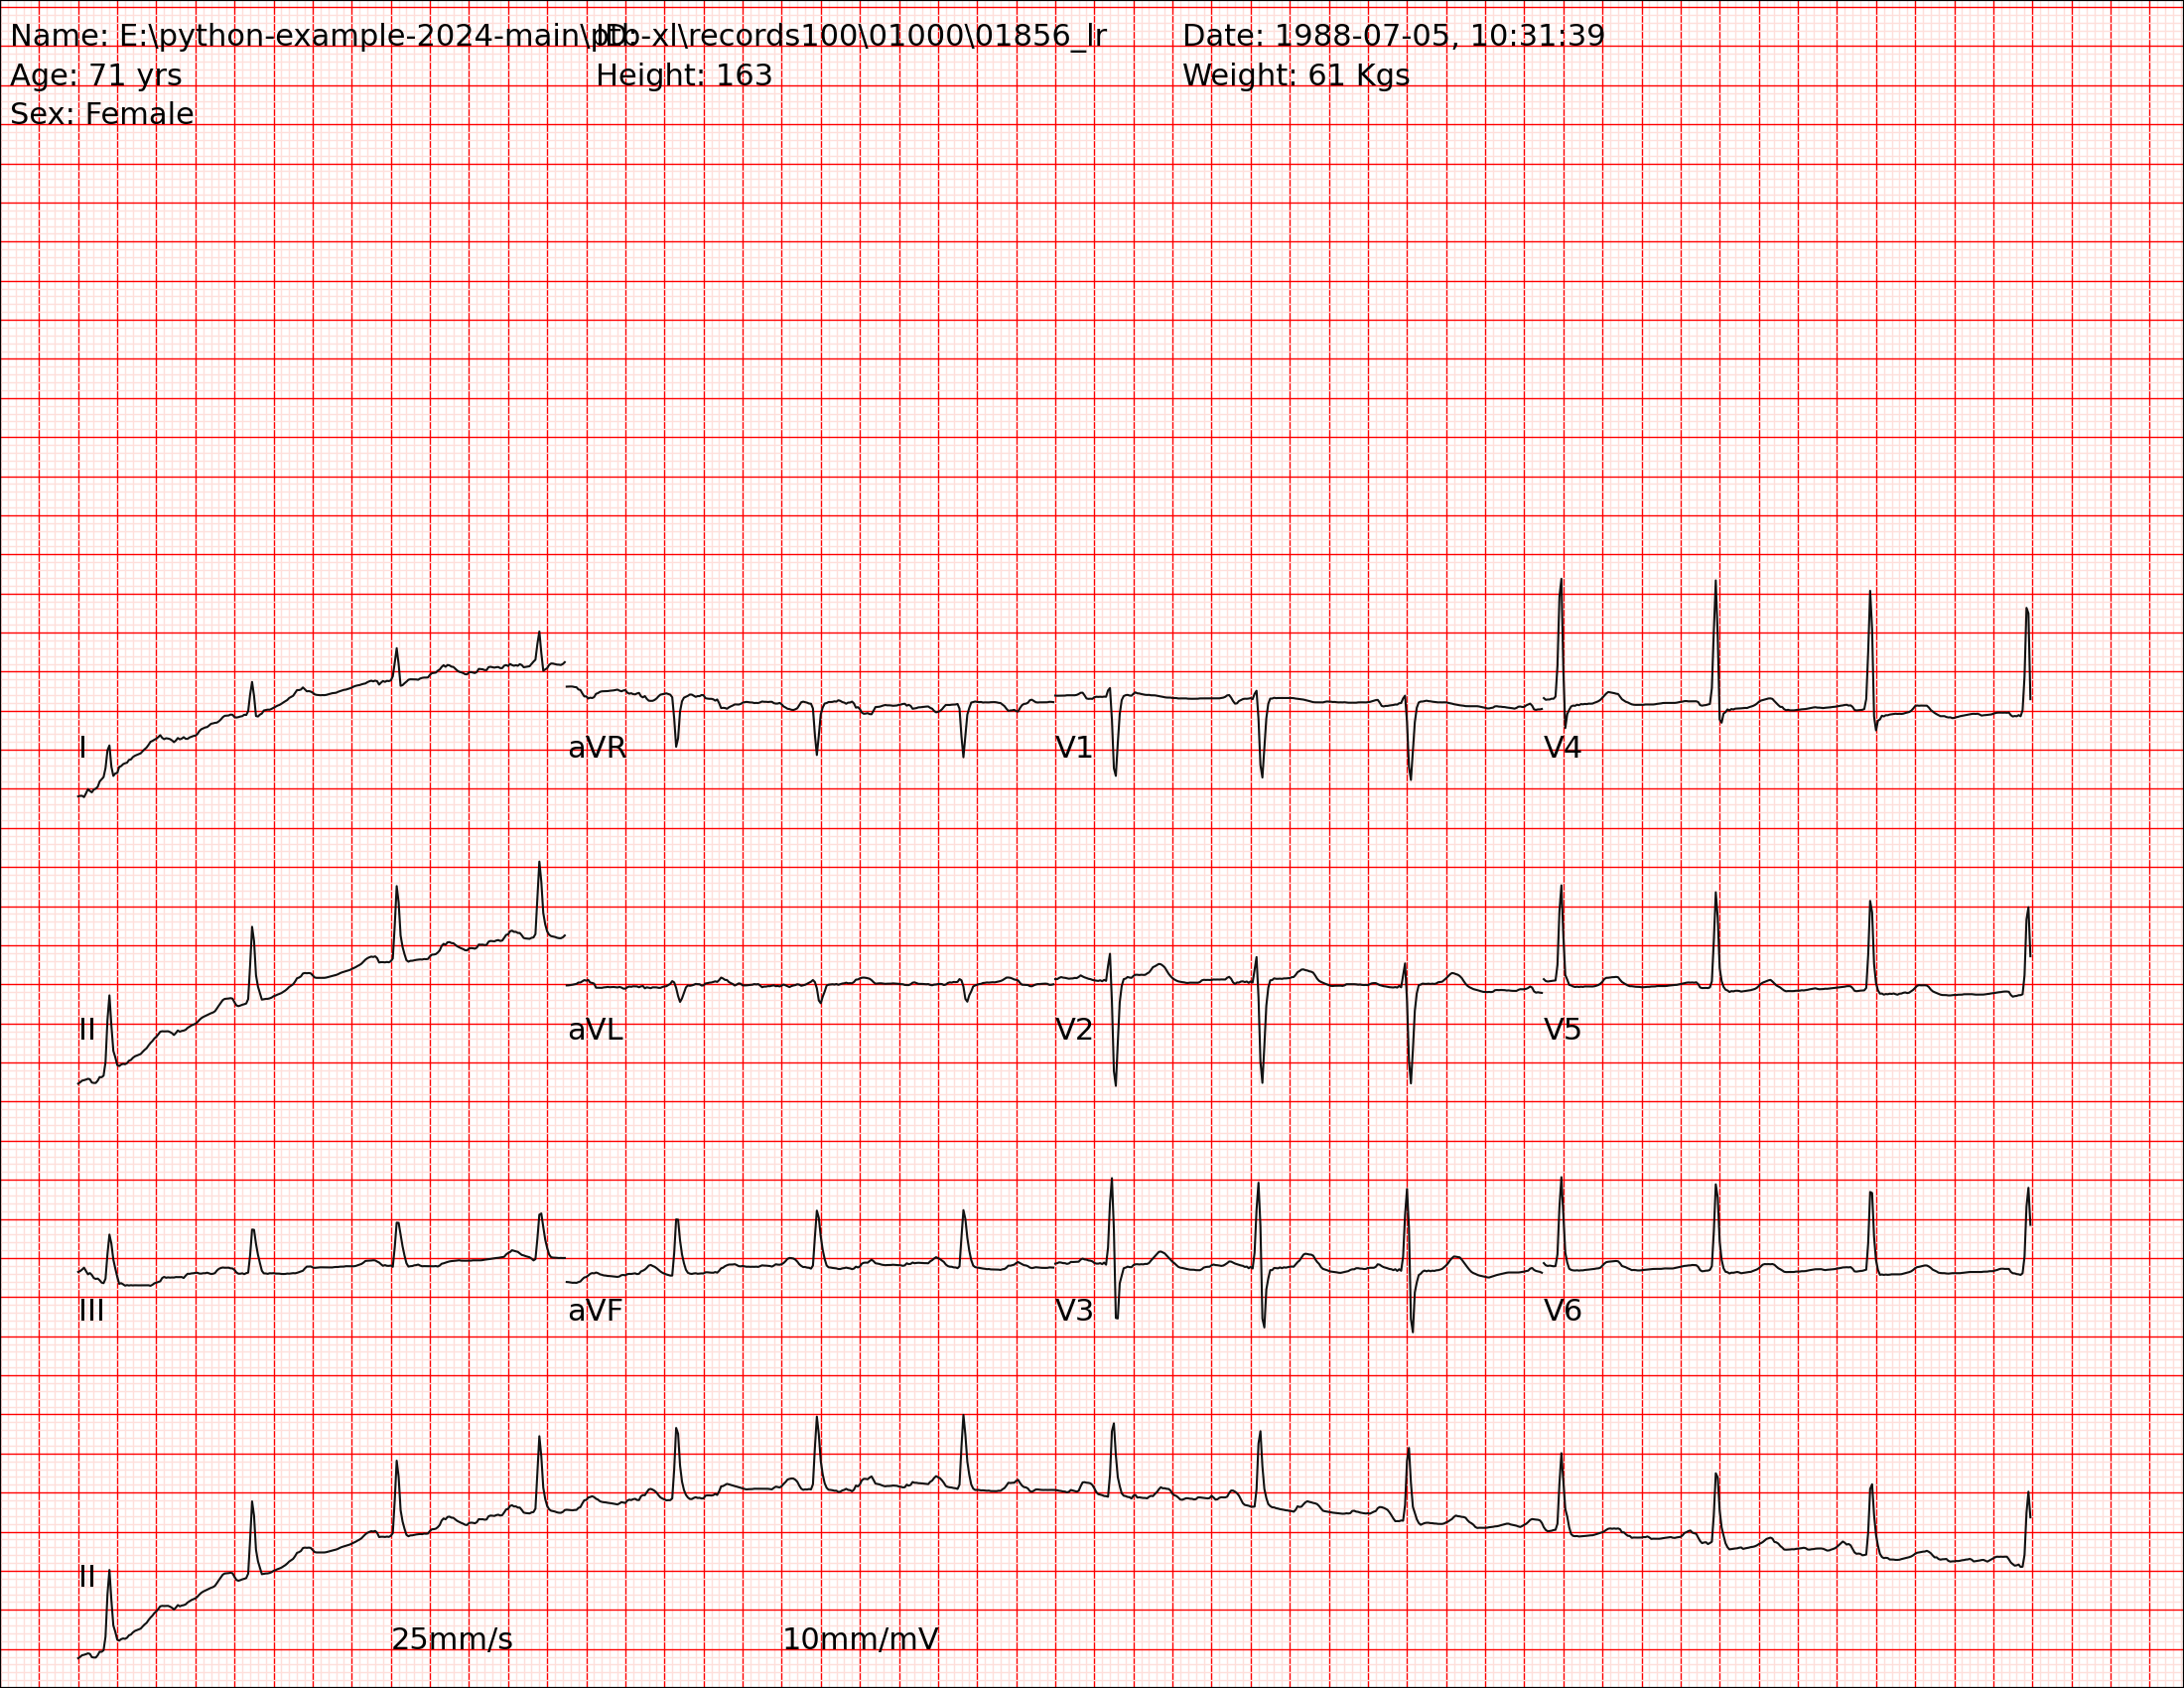 Name: E:\python-example-2024-main\ptb-xl\records100\01000\01856_lr ID: Date: 1988-07-05, 10:31:39
Age: 71 yrs Height: 163 Weight: 61 Kgs
Sex: Female
I aVR V1 V4
II aVL V2 V5
III aVF V3 V6
II
25mm/s 10mm/mV